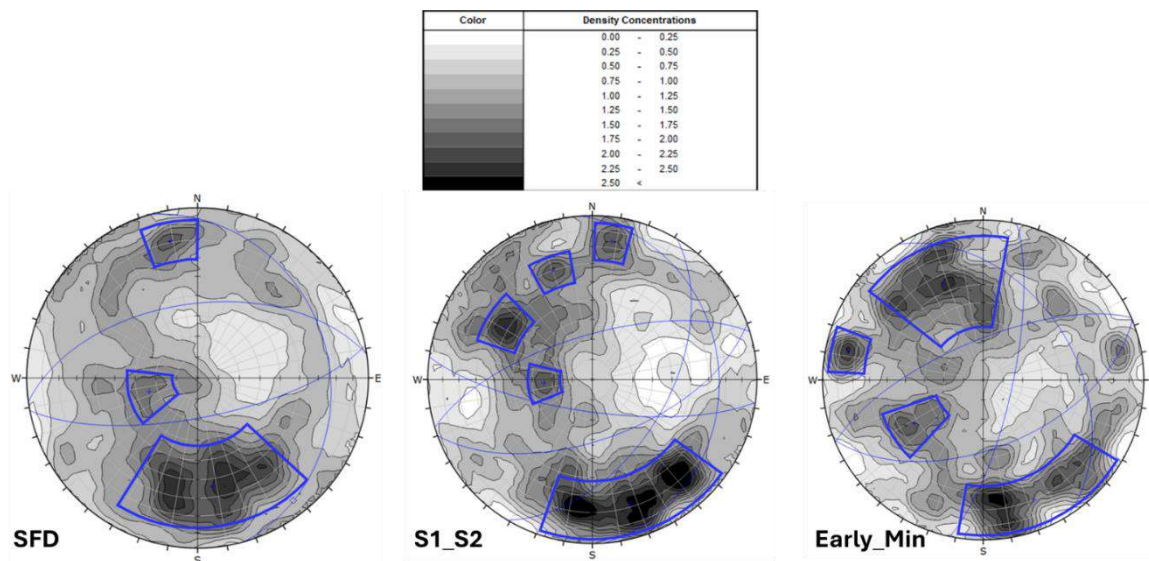 Color Density Concentrations
0.00 - 0.25
0.25 - 0.50
0.50 - 0.75
0.75 - 1.00
1.00 - 1.25
1.25 - 1.50
1.50 - 1.75
1.75 - 2.00
2.00 - 2.25
2.25 - 2.50
2.50 <
N
W
E
S
SFD
N
W
E
S
S1_S2
N
W
E
S
Early_Min